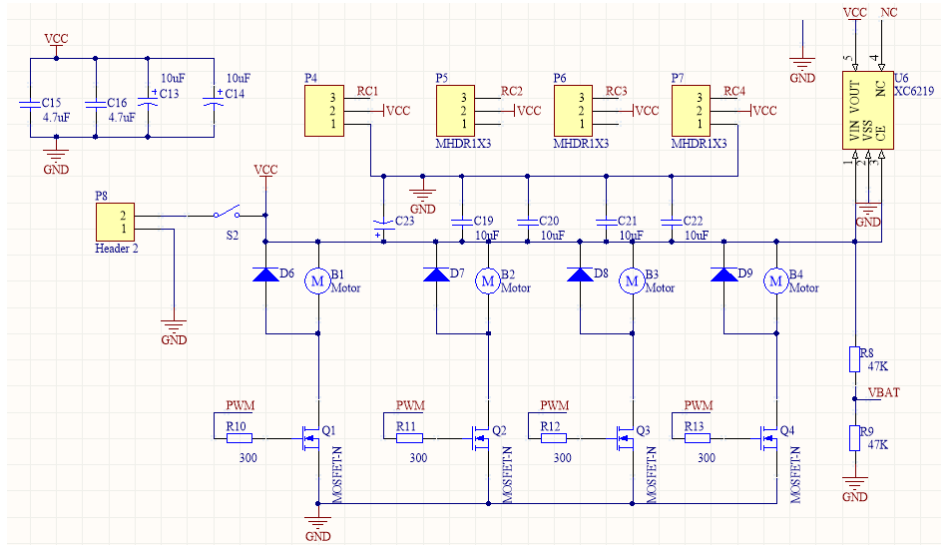 VCC
10uF
10uF
C15
4.7uF
C16
4.7uF
C13
C14
GND
P4
3
2
1
RC1
VCC
P5
3
2
1
RC2
VCC
MHDR1X3
P6
3
2
1
RC3
VCC
MHDR1X3
P7
3
2
1
RC4
VCC
MHDR1X3
GND
VCC
NC
5
4
U6
XC6219
VIN VOUT
VSS
NC
CE
1
2
3
GND
P8
2
1
Header 2
S2
VCC
GND
GND
C23
C19
10uF
C20
10uF
C21
10uF
C22
10uF
D6
B1
M
Motor
D7
B2
M
Motor
D8
B3
M
Motor
D9
B4
M
Motor
R8
47K
VBAT
R9
47K
GND
PWM
R10
300
Q1
MOSFET-N
PWM
R11
300
Q2
MOSFET-N
PWM
R12
300
Q3
MOSFET-N
PWM
R13
300
Q4
MOSFET-N
GND